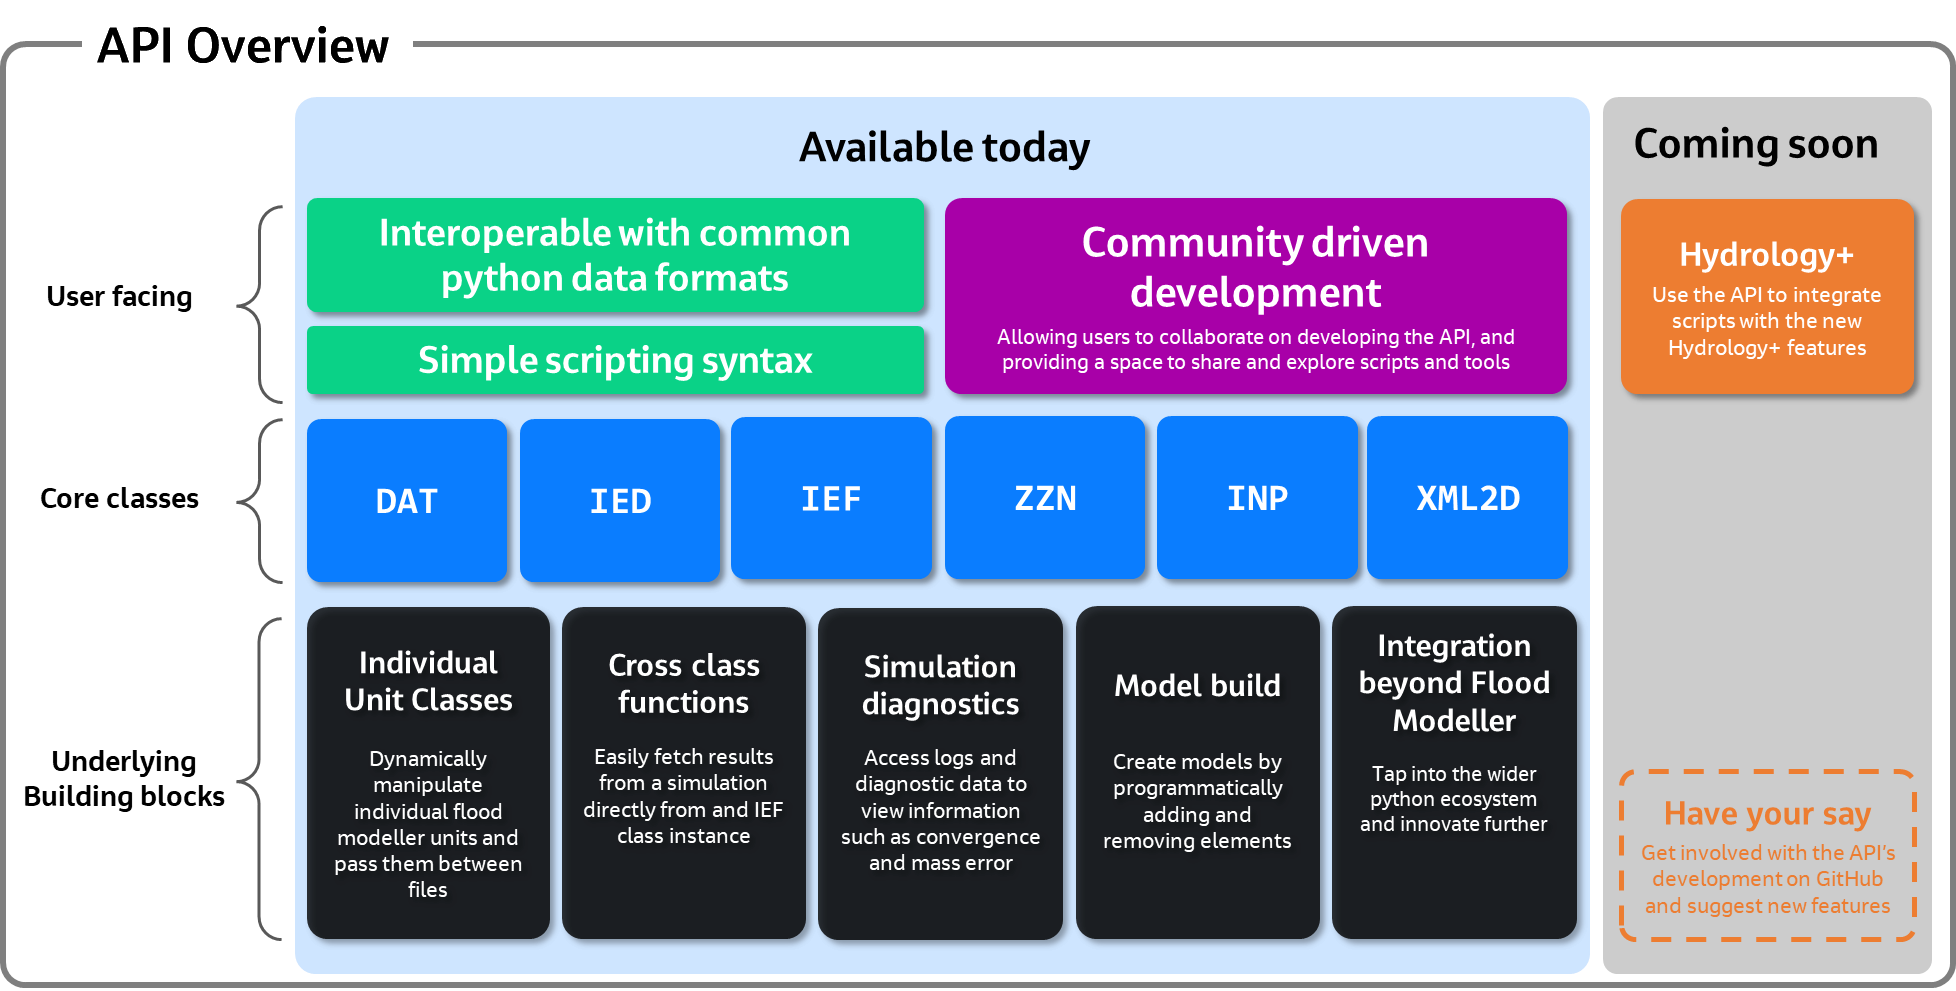 API Overview
Available today
Coming soon
User facing
Interoperable with common
python data formats
Simple scripting syntax
Community driven
development
Allowing users to collaborate on developing the API, and
providing a space to share and explore scripts and tools
Hydrology+
Use the API to integrate
scripts with the new
Hydrology+ features
Core classes
DAT
IED
IEF
ZZN
INP
XML2D
Underlying
Building blocks
Individual
Unit Classes
Dynamically
manipulate
individual flood
modeller units and
pass them between
files
Cross class
functions
Easily fetch results
from a simulation
directly from and IEF
class instance
Simulation
diagnostics
Access logs and
diagnostic data to
view information
such as convergence
and mass error
Model build
Create models by
programmatically
adding and
removing elements
Integration
beyond Flood
Modeller
Tap into the wider
python ecosystem
and innovate further
Have your say
Get involved with the API's
development on GitHub
and suggest new features